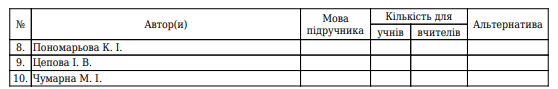 № Автор(и) Мова підручника Кількість для Альтернатива
учнів вчителів
8. Пономарьова К. І.
9. Цепова І. В.
10. Чумарна М. І.